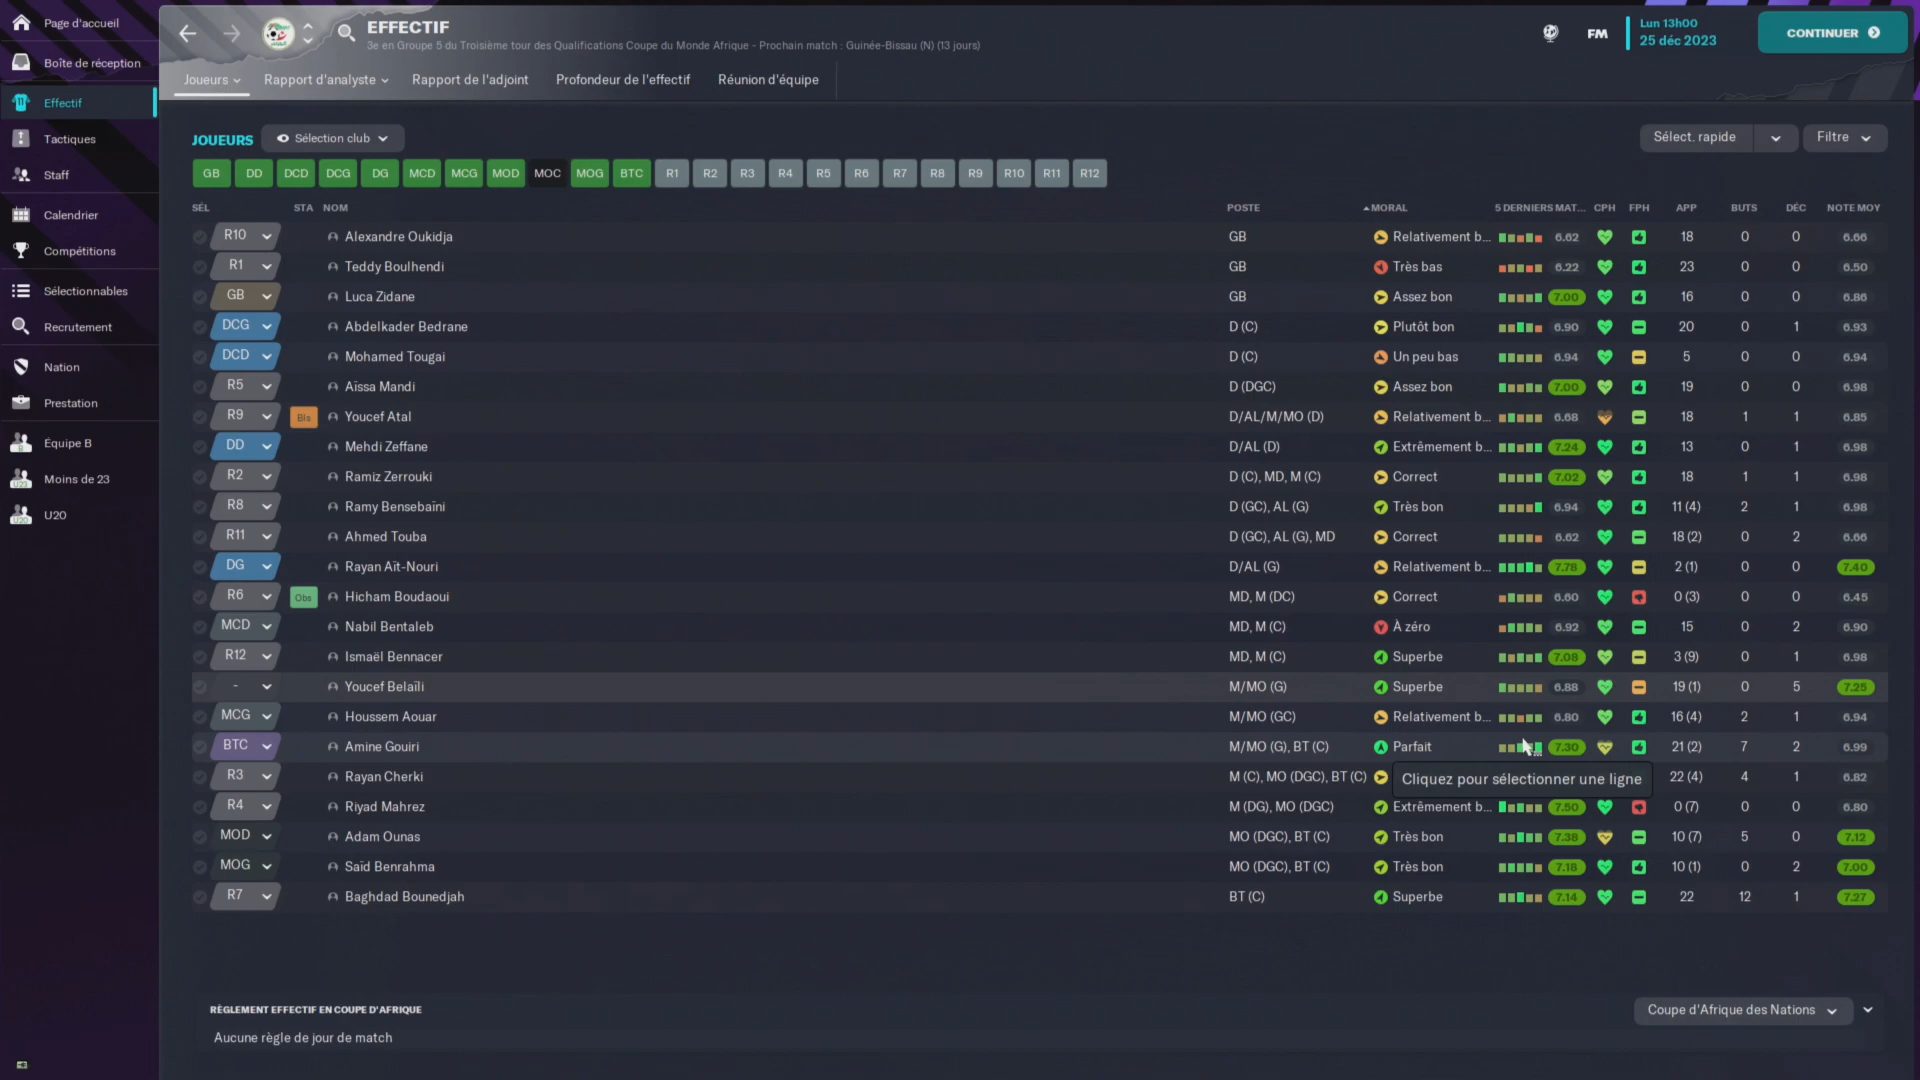 Page d'accueil
Boîte de réception
Effectif
Tactiques
Staff
Calendrier
Compétitions
Sélectionnables
Recrutement
Nation
Prestation
Équipe B
Moins de 23
U20
EFFECTIF
3e en Groupe 5 du Troisième tour des Qualifications Coupe du Monde Afrique - Prochain match : Guinée-Bissau (N) (13 jours)
FM
Lun 13h00
25 déc 2023
CONTINUER
Joueurs Rapport d'analyste Rapport de l'adjoint Profondeur de l'effectif Réunion d'équipe
JOUEURS Sélection club Sélect. rapide Filtre
GB DD DCD DCG DG MCD MCG MOD MOC MOG BTC R1 R2 R3 R4 R5 R6 R7 R8 R9 R10 R11 R12
SÉL STA NOM POSTE MORAL 5 DERNIERS MAT... CPH FPH APP BUTS DÉC NOTE MOY
R10 Alexandre Oukidja GB Relativement b... 6.62 18 0 0 6.66
R1 Teddy Boulhendi GB Très bas 6.22 23 0 0 6.50
GB Luca Zidane GB Assez bon 7.00 16 0 0 6.86
DCG Abdelkader Bedrane D (C) Plutôt bon 6.90 20 0 1 6.93
DCD Mohamed Tougai D (C) Un peu bas 6.94 5 0 0 6.94
R5 Aïssa Mandi D (DGC) Assez bon 7.00 19 0 0 6.98
R9 Bls Youcef Atal D/AL/M/MO (D) Relativement b... 6.68 18 1 1 6.85
DD Mehdi Zeffane D/AL (D) Extrêmement b... 7.24 13 0 1 6.98
R2 Ramiz Zerrouki D (C), MD, M (C) Correct 7.02 18 1 1 6.98
R8 Ramy Bensebaïni D (GC), AL (G) Très bon 6.94 11 (4) 2 1 6.98
R11 Ahmed Touba D (GC), AL (G), MD Correct 6.62 18 (2) 0 2 6.66
DG Rayan Aït-Nouri D/AL (G) Relativement b... 7.78 2 (1) 0 0 7.40
R6 Obs Hicham Boudaoui MD, M (DC) Correct 6.60 0 (3) 0 0 6.45
MCD Nabil Bentaleb MD, M (C) À zéro 6.92 15 0 2 6.90
R12 Ismaël Bennacer MD, M (C) Superbe 7.08 3 (9) 0 1 6.98
- Youcef Belaïli M/MO (G) Superbe 6.88 19 (1) 0 5 7.25
MCG Houssem Aouar M/MO (GC) Relativement b... 6.80 16 (4) 2 1 6.94
BTC Amine Gouiri M/MO (G), BT (C) Parfait 7.30 21 (2) 7 2 6.99
R3 Rayan Cherki M (C), MO (DGC), BT (C) Cliquez pour sélectionner une ligne 22 (4) 4 1 6.82
R4 Riyad Mahrez M (DG), MO (DGC) Extrêmement b... 7.50 0 (7) 0 0 6.80
MOD Adam Ounas MO (DGC), BT (C) Très bon 7.38 10 (7) 5 0 7.12
MOG Saïd Benrahma MO (DGC), BT (C) Très bon 7.18 10 (1) 0 2 7.00
R7 Baghdad Bounedjah BT (C) Superbe 7.14 22 12 1 7.27
RÈGLEMENT EFFECTIF EN COUPE D'AFRIQUE Coupe d'Afrique des Nations
Aucune règle de jour de match